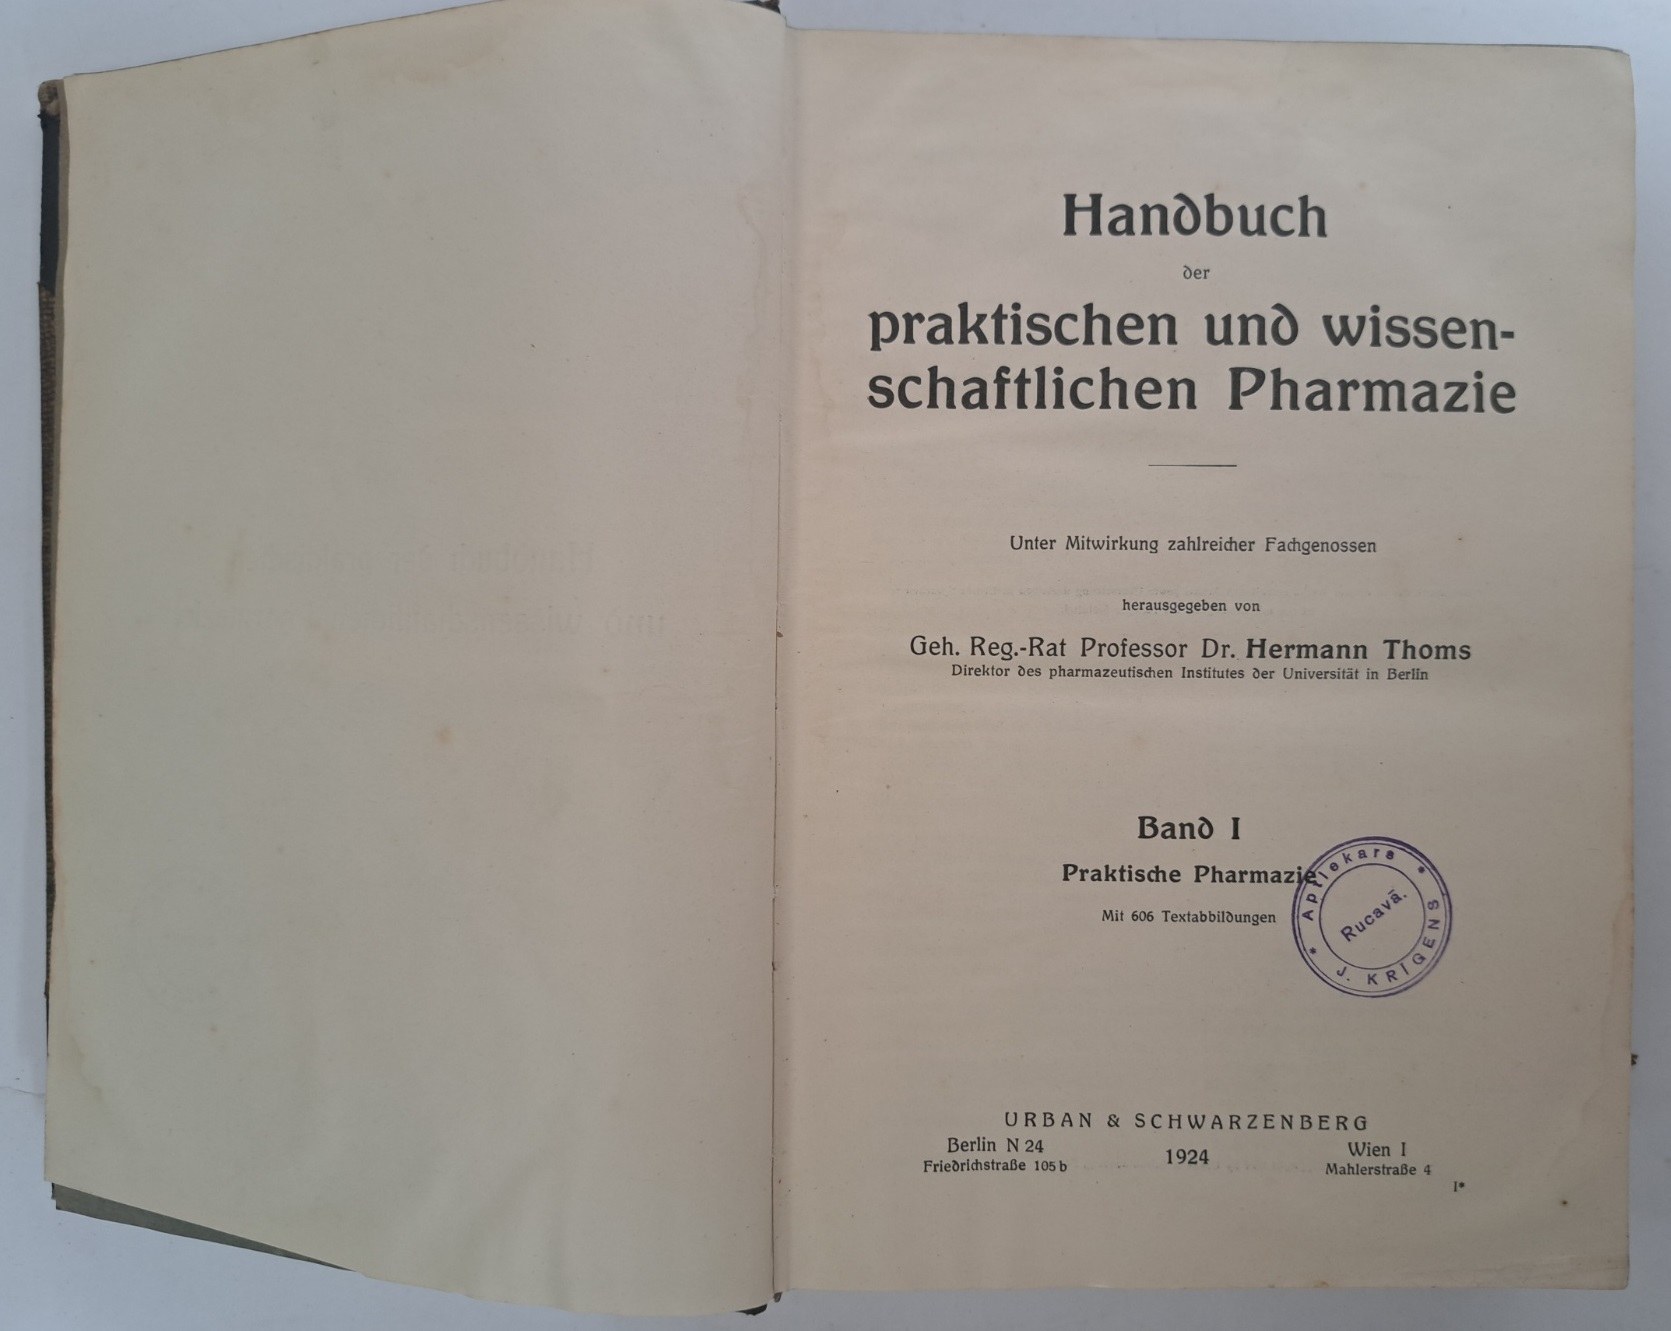 Handbuch
der
praktischen und wissen-
schaftlichen Pharmazie
Unter Mitwirkung zahlreicher Fachgenossen
herausgegeben von
Geh. Reg.-Rat Professor Dr. Hermann Thoms
Direktor des pharmazeutischen Institutes der Universität in Berlin
Band I
Praktische Pharmazie
Mit 606 Textabbildungen
* Aptiekars *
Rucavā.
J. KRĪGENS
URBAN & SCHWARZENBERG
Berlin N 24
Friedrichstraße 105 b
1924
Wien I
Mahlerstraße 4
I*